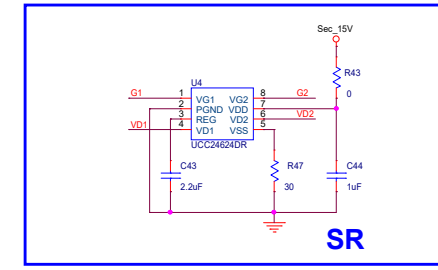 Sec_15V
R43
0
U4
G1 1 VG1 VG2 8 G2
2 PGND VDD 7
3 REG VD2 6 VD2
VD1 4 VD1 VSS 5
UCC24624DR
C43
2.2uF
R47
30
C44
1uF
SR